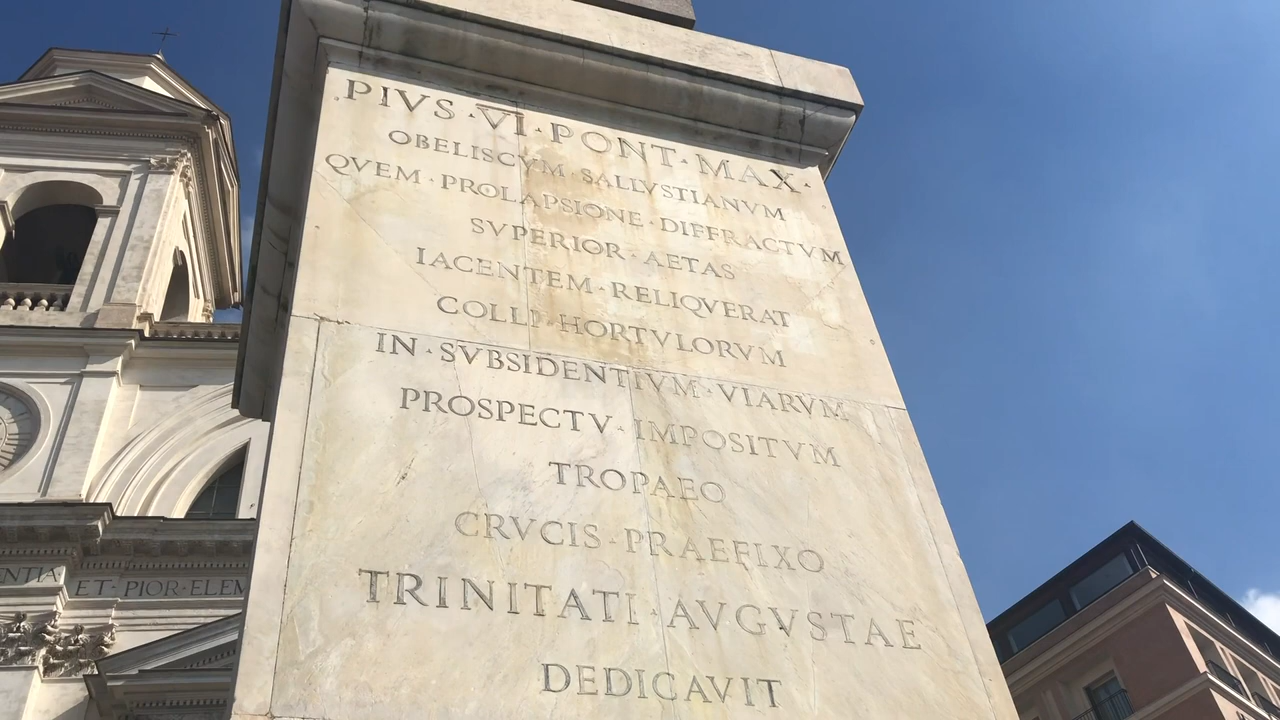 PIVS · VI · PONT · MAX ·
OBELISCVM · SALLVSTIANVM
QVEM · PROLAPSIONE · DIFFRACTVM
SVPERIOR · AETAS
IACENTEM · RELIQVERAT
COLLI · HORTVLORVM
IN · SVBSIDENTIVM · VIARVM
PROSPECTV · IMPOSITVM
TROPAEO
CRVCIS · PRAEFIXO
TRINITATI · AVGVSTAE
DEDICAVIT
ET · PIOR · ELEM